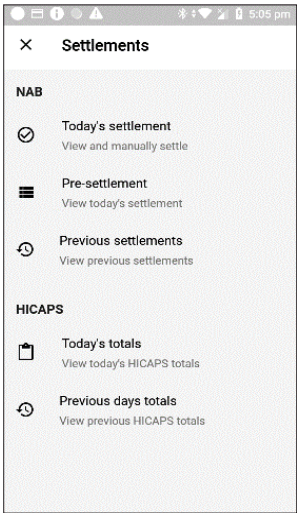 5:05 pm
Settlements
NAB
Today's settlement
View and manually settle
Pre-settlement
View today's settlement
Previous settlements
View previous settlements
HICAPS
Today's totals
View today's HICAPS totals
Previous days totals
View previous HICAPS totals